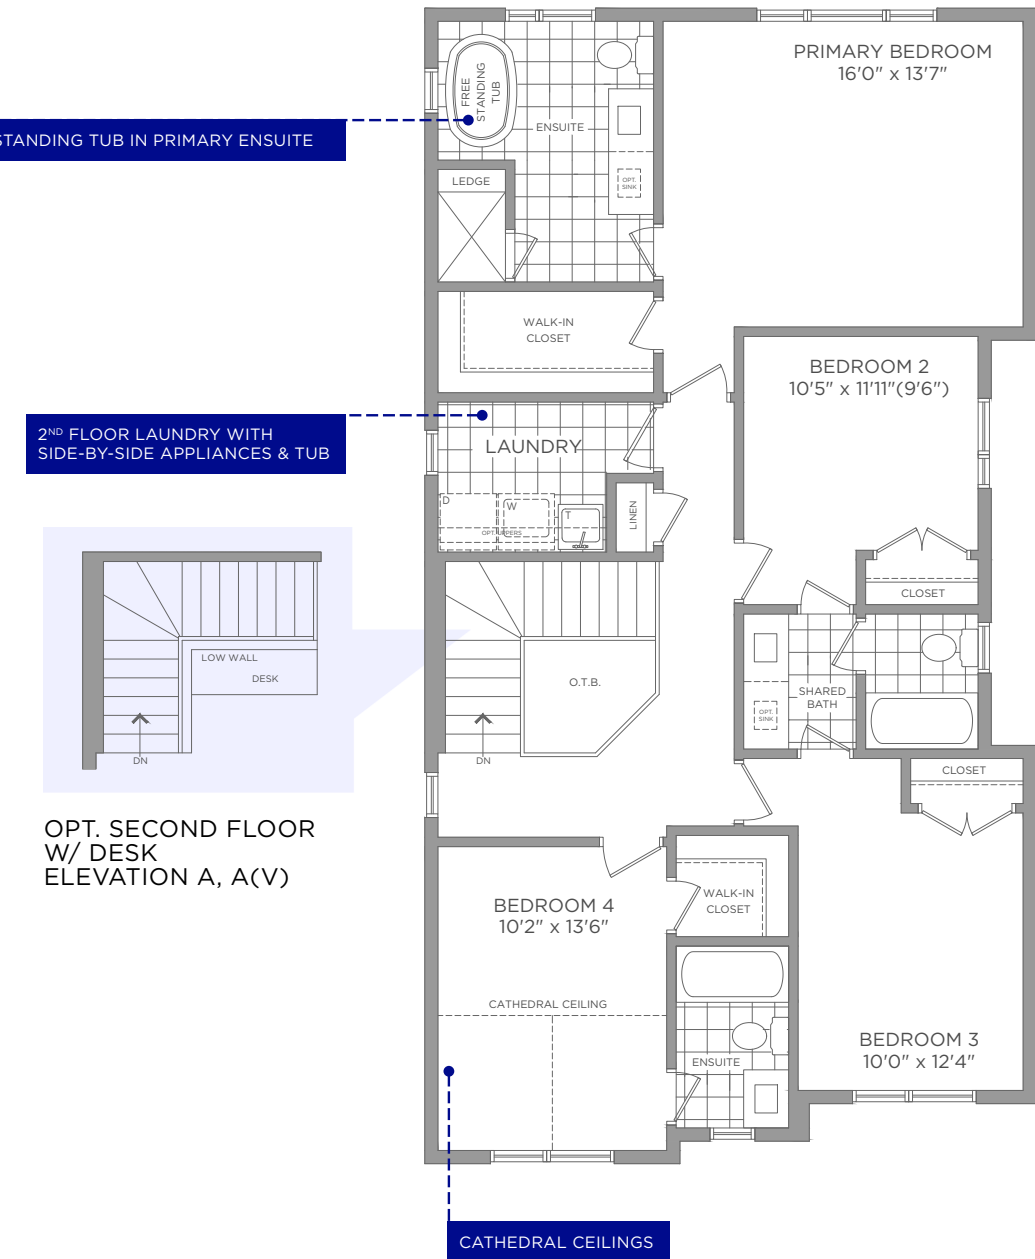 PRIMARY BEDROOM
16'0" x 13'7"
FREE
STANDING
TUB
ENSUITE
STANDING TUB IN PRIMARY ENSUITE
LEDGE
OPT.
SINK
WALK-IN
CLOSET
BEDROOM 2
10'5" x 11'11"(9'6")
2ND FLOOR LAUNDRY WITH
SIDE-BY-SIDE APPLIANCES & TUB
LAUNDRY
D
W
T
OPT. UPPERS
LINEN
CLOSET
LOW WALL
DESK
DN
O.T.B.
DN
SHARED
BATH
OPT.
SINK
CLOSET
OPT. SECOND FLOOR
W/ DESK
ELEVATION A, A(V)
BEDROOM 4
10'2" x 13'6"
WALK-IN
CLOSET
CATHEDRAL CEILING
ENSUITE
BEDROOM 3
10'0" x 12'4"
CATHEDRAL CEILINGS